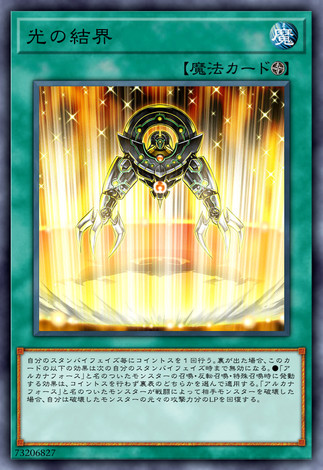 光の結界
魔
【魔法カード】
自分のスタンバイフェイズ毎にコイントスを1回行う。裏が出た場合、このカ
ードの以下の効果は次の自分スタンバイフェイズ時まで無効になる。●「アル
カナフォース」と名のついたモンスターの召喚・反転召喚・特殊召喚時に発動
する効果は、コイントスを行わず裏表のどちらかを選んで適用する。「アルカナフ
ォース」と名のついたモンスターが戦闘によって相手モンスターを破壊した
場合、自分は破壊したモンスターの元々の攻撃力分のLPを回復する。
73206827